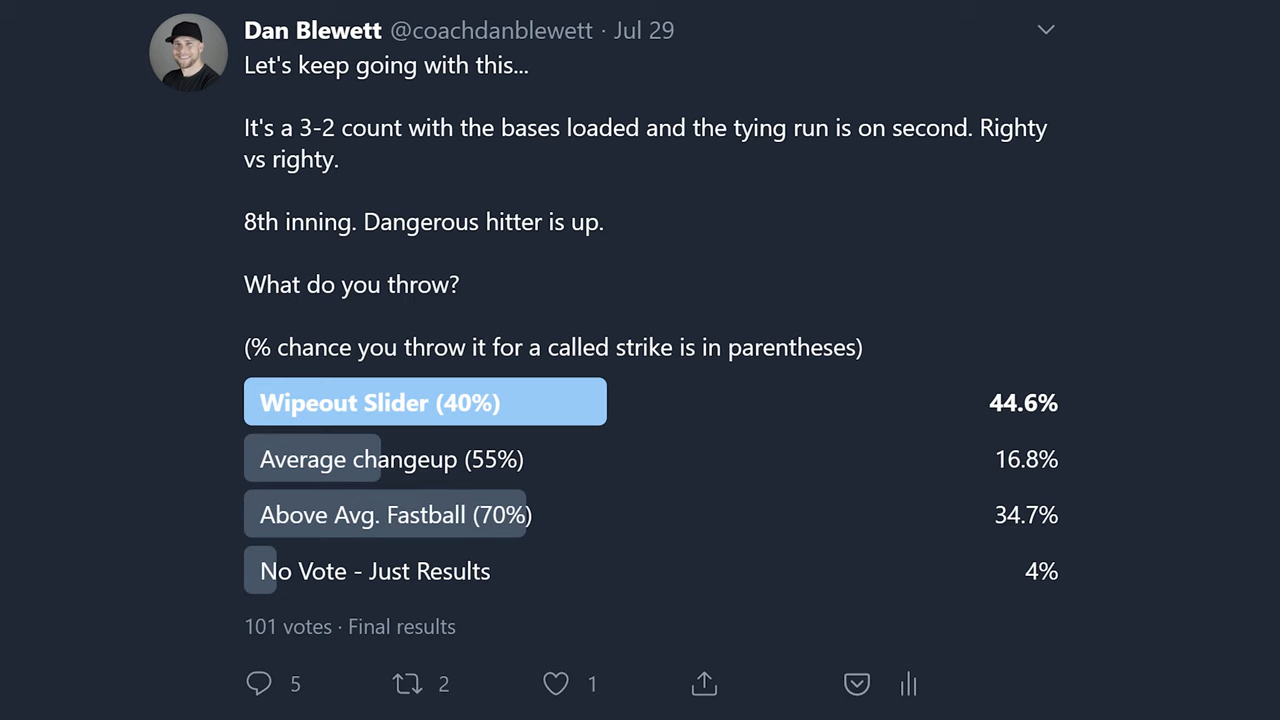 Dan Blewett @coachdanblewett · Jul 29
Let's keep going with this...
It's a 3-2 count with the bases loaded and the tying run is on second. Righty
vs righty.
8th inning. Dangerous hitter is up.
What do you throw?
(% chance you throw it for a called strike is in parentheses)
Wipeout Slider (40%) 44.6%
Average changeup (55%) 16.8%
Above Avg. Fastball (70%) 34.7%
No Vote - Just Results 4%
101 votes · Final results
5 2 1